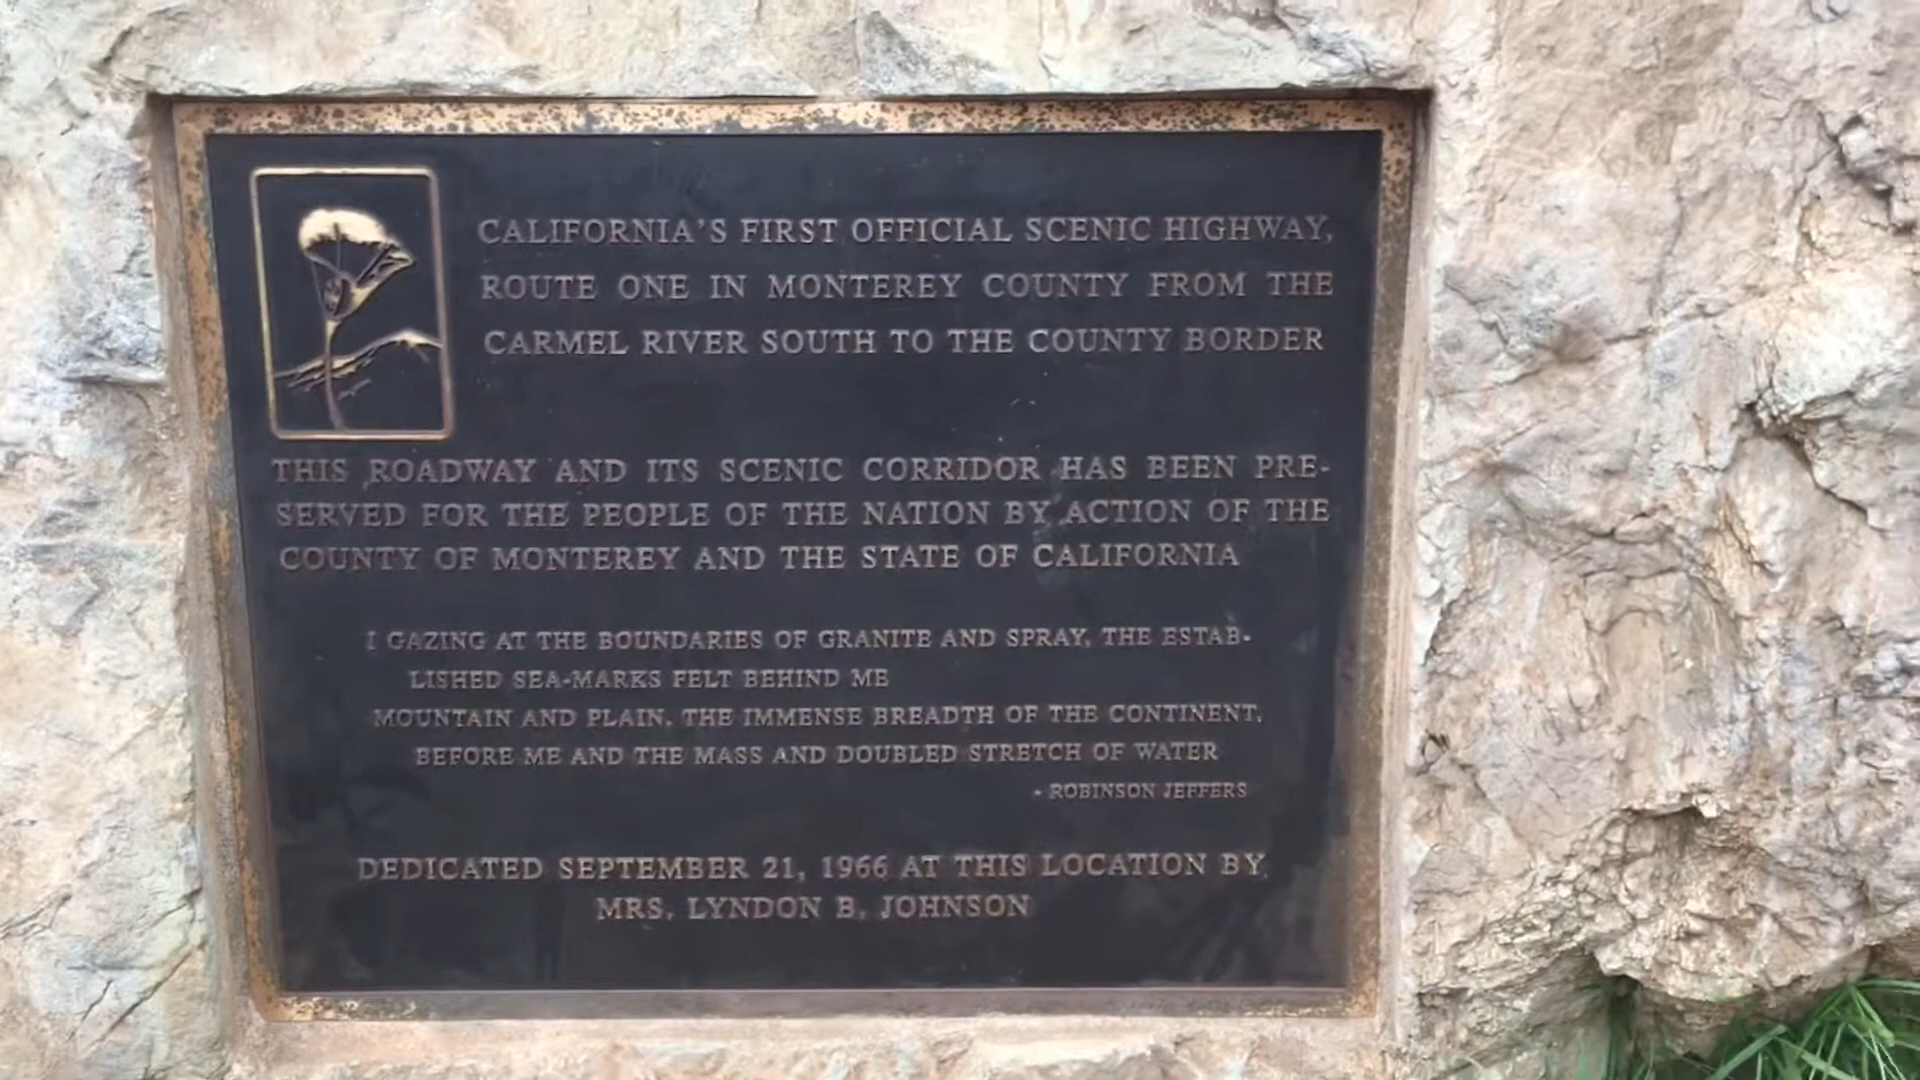 CALIFORNIA'S FIRST OFFICIAL SCENIC HIGHWAY,
ROUTE ONE IN MONTEREY COUNTY FROM THE
CARMEL RIVER SOUTH TO THE COUNTY BORDER
THIS ROADWAY AND ITS SCENIC CORRIDOR HAS BEEN PRE-
SERVED FOR THE PEOPLE OF THE NATION BY ACTION OF THE
COUNTY OF MONTEREY AND THE STATE OF CALIFORNIA
I GAZING AT THE BOUNDARIES OF GRANITE AND SPRAY, THE ESTAB-
LISHED SEA-MARKS FELT BEHIND ME
MOUNTAIN AND PLAIN, THE IMMENSE BREADTH OF THE CONTINENT,
BEFORE ME AND THE MASS AND DOUBLED STRETCH OF WATER
- ROBINSON JEFFERS
DEDICATED SEPTEMBER 21, 1966 AT THIS LOCATION BY
MRS. LYNDON B. JOHNSON